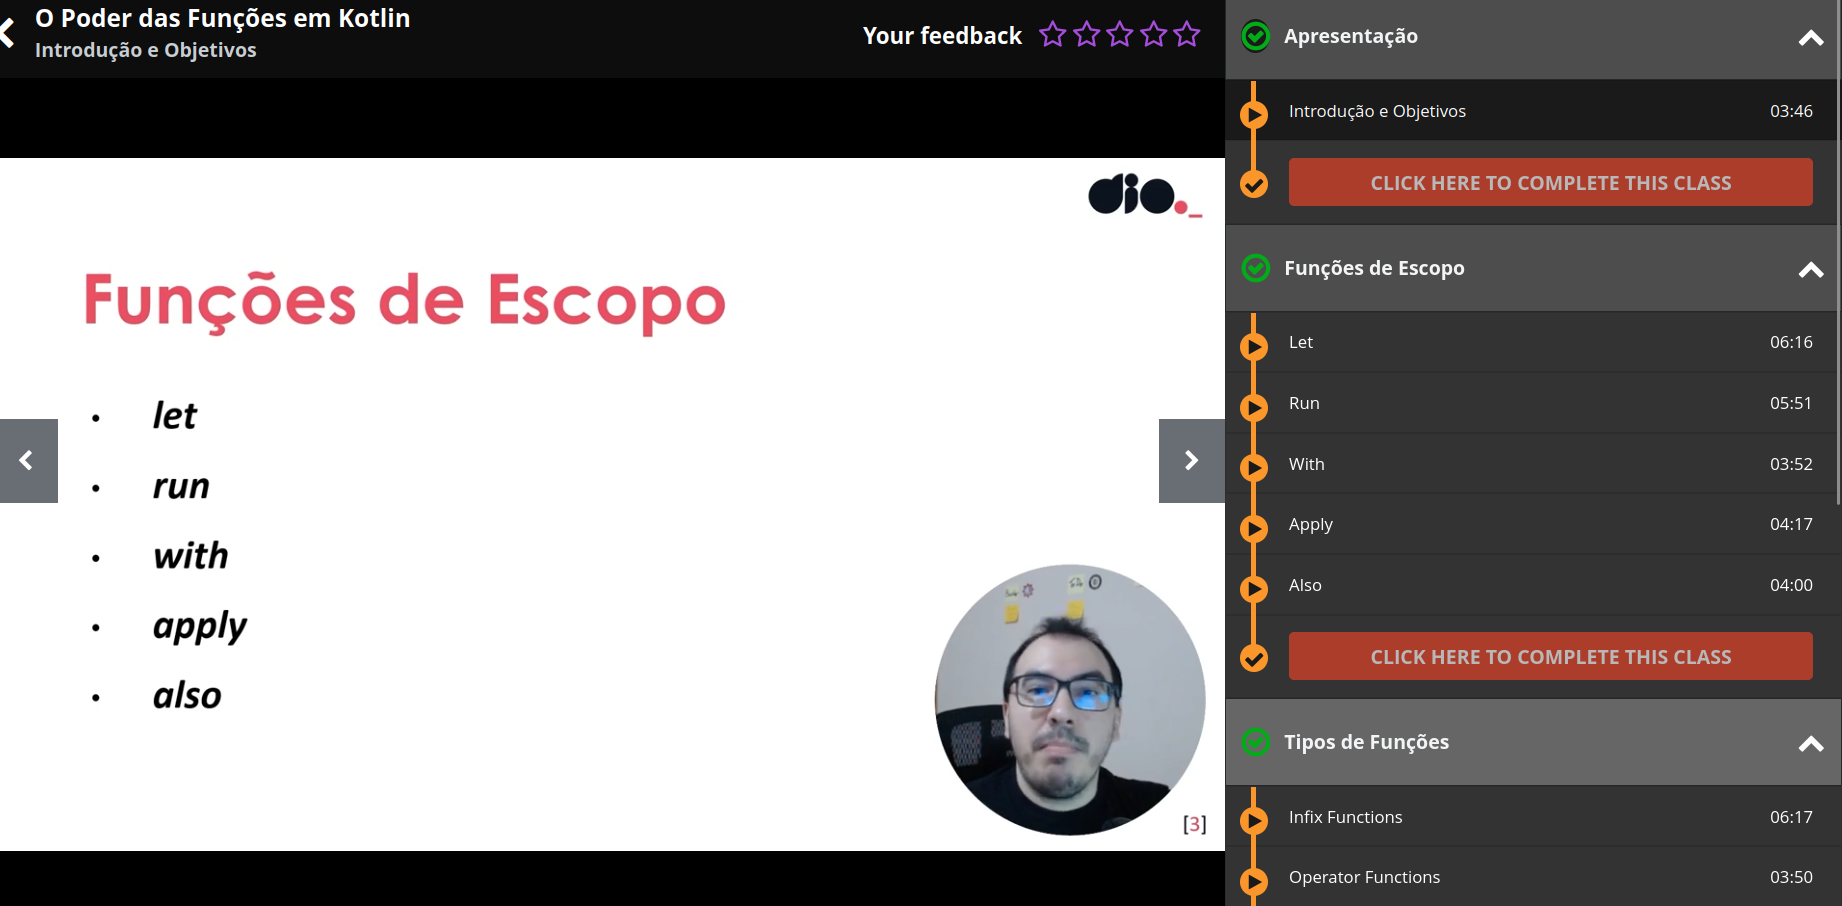 O Poder das Funções em Kotlin
Introdução e Objetivos
Your feedback
dio._
Funções de Escopo
• let
• run
• with
• apply
• also
[3]
Apresentação
Introdução e Objetivos 03:46
CLICK HERE TO COMPLETE THIS CLASS
Funções de Escopo
Let 06:16
Run 05:51
With 03:52
Apply 04:17
Also 04:00
CLICK HERE TO COMPLETE THIS CLASS
Tipos de Funções
Infix Functions 06:17
Operator Functions 03:50